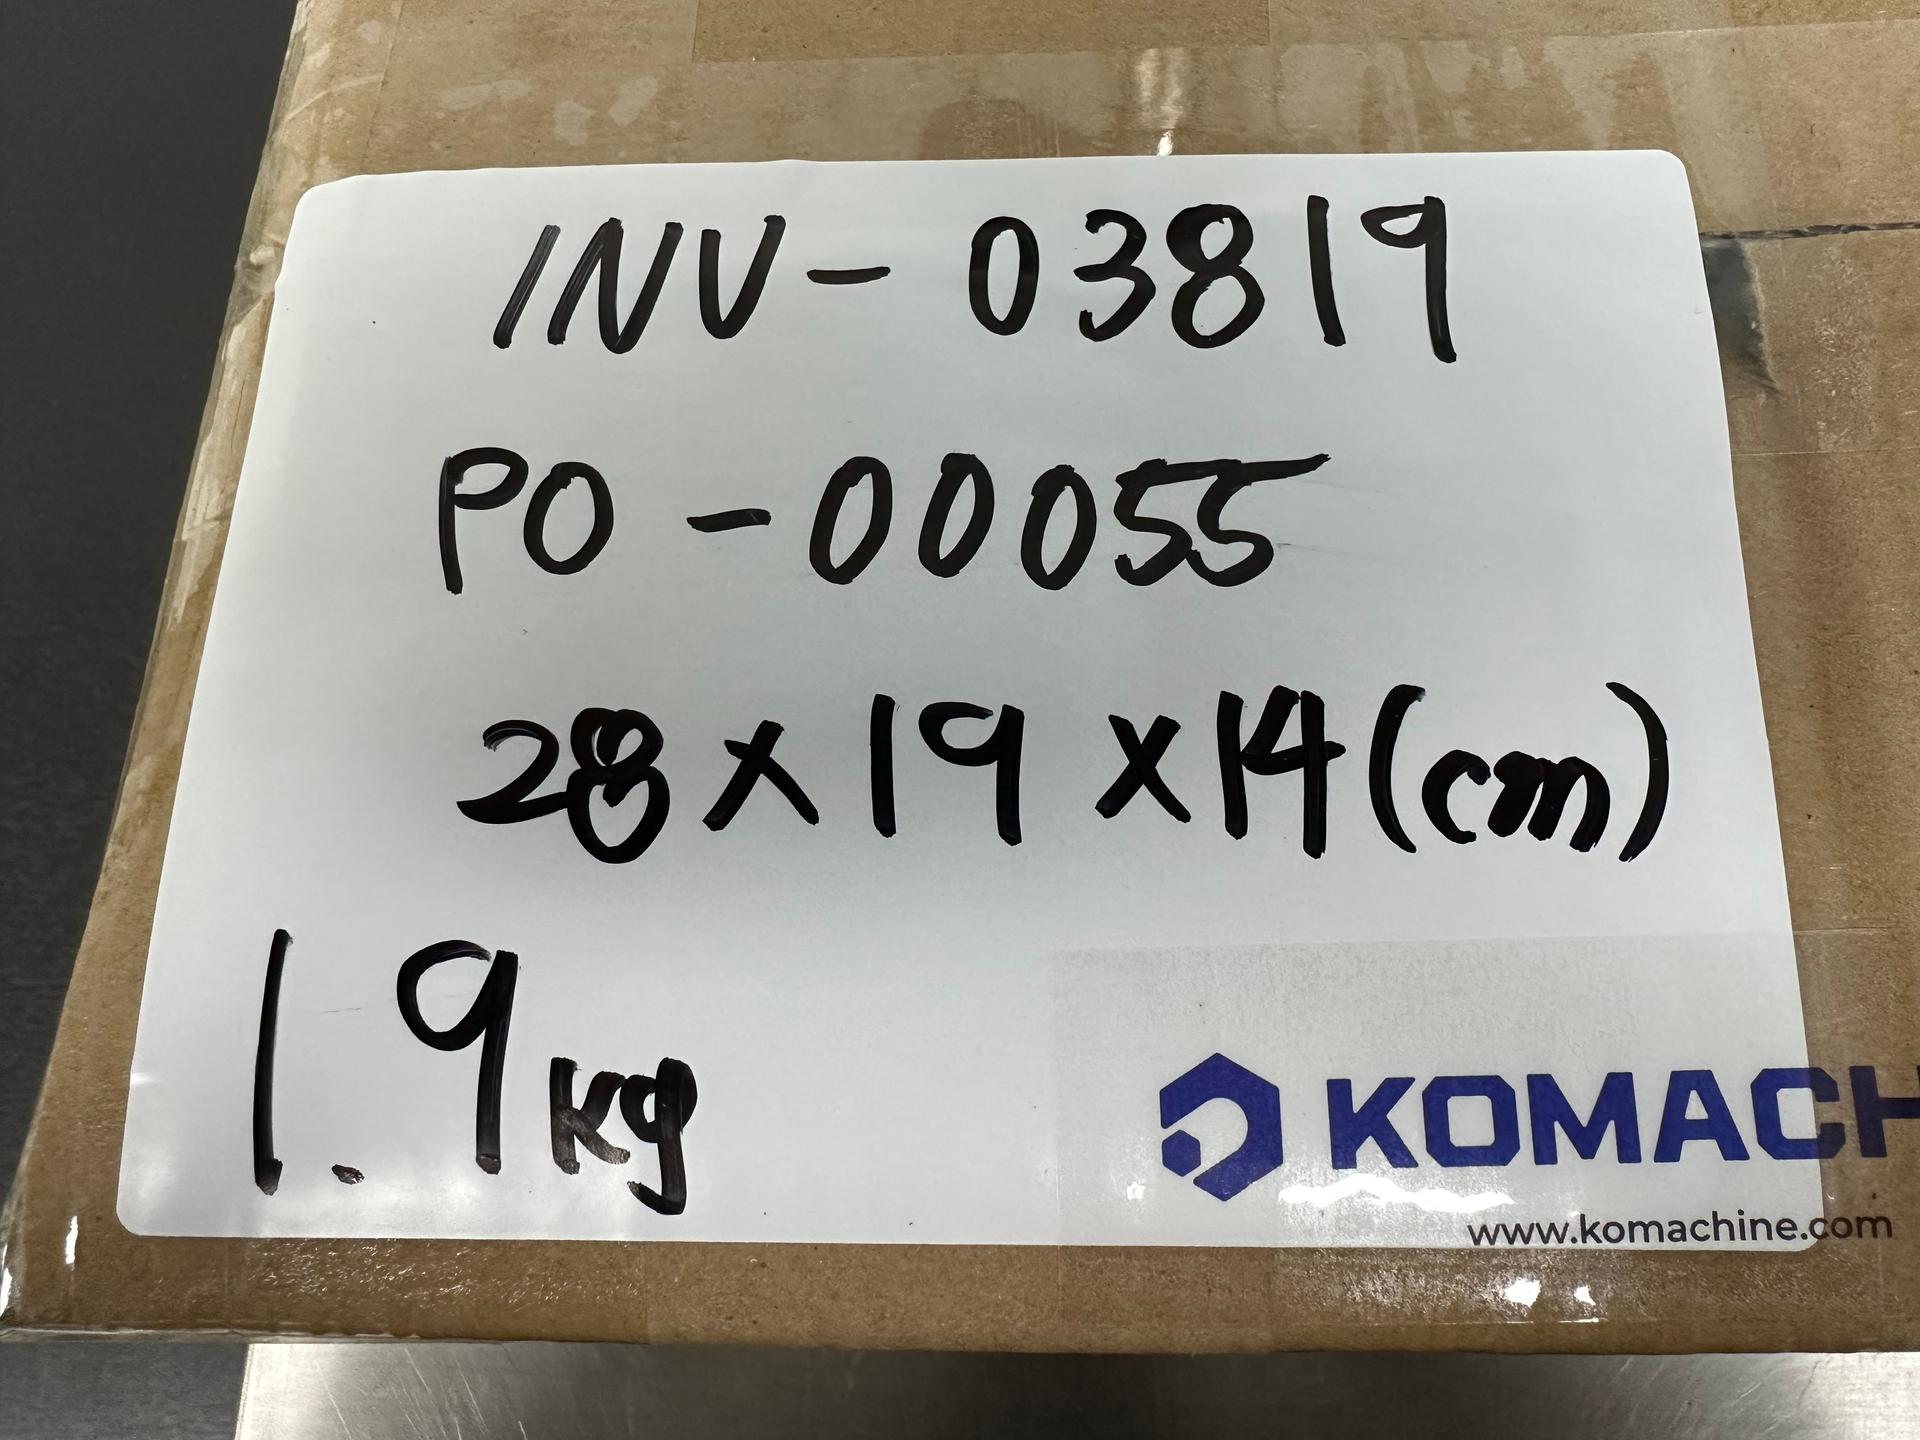 INV-03819
PO-00055
28x19x14(cm)
1.9kg
KOMACH
www.komachine.com